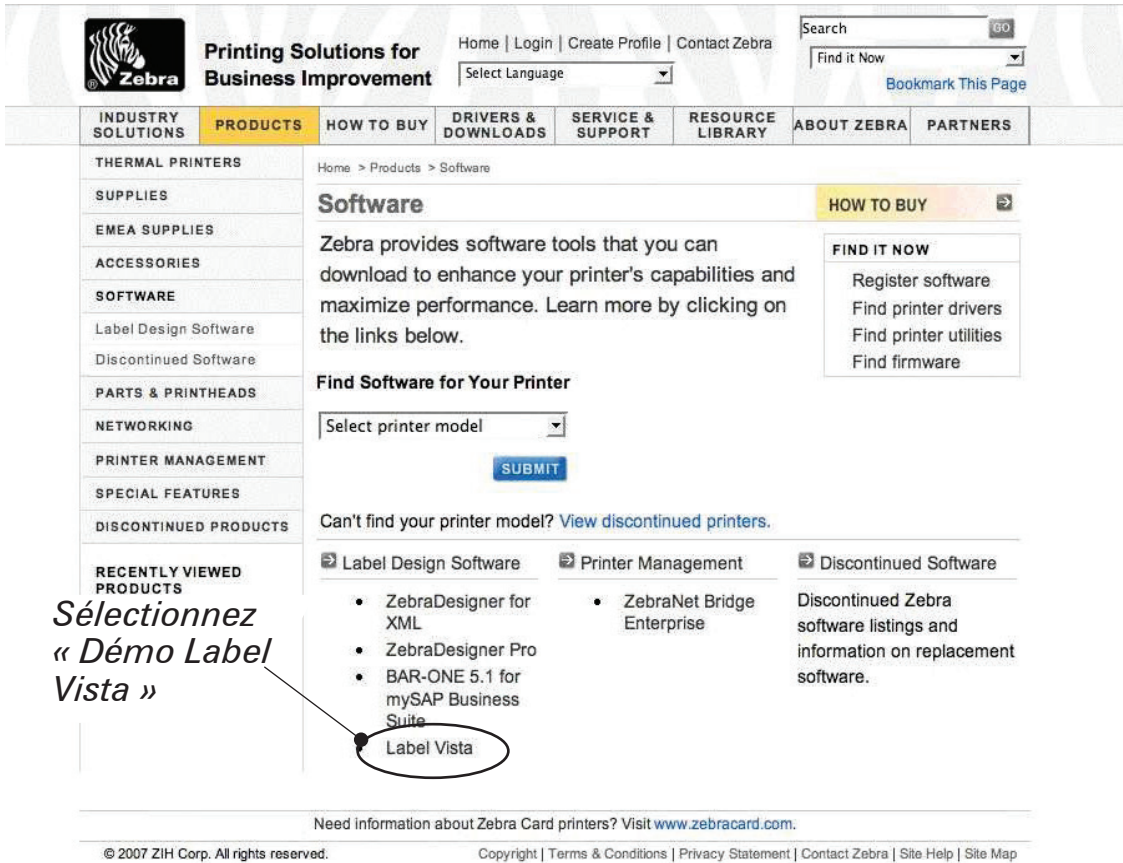 Zebra
®
Printing Solutions for
Business Improvement
Home | Login | Create Profile | Contact Zebra
Select Language
Search
GO
Find it Now
Bookmark This Page
INDUSTRY
SOLUTIONS
PRODUCTS
HOW TO BUY
DRIVERS &
DOWNLOADS
SERVICE &
SUPPORT
RESOURCE
LIBRARY
ABOUT ZEBRA
PARTNERS
THERMAL PRINTERS
SUPPLIES
EMEA SUPPLIES
ACCESSORIES
SOFTWARE
Label Design Software
Discontinued Software
PARTS & PRINTHEADS
NETWORKING
PRINTER MANAGEMENT
SPECIAL FEATURES
DISCONTINUED PRODUCTS
RECENTLY VIEWED
PRODUCTS
Sélectionnez
« Démo Label
Vista »
Home > Products > Software
Software
Zebra provides software tools that you can
download to enhance your printer's capabilities and
maximize performance. Learn more by clicking on
the links below.
HOW TO BUY
FIND IT NOW
Register software
Find printer drivers
Find printer utilities
Find firmware
Find Software for Your Printer
Select printer model
SUBMIT
Can't find your printer model? View discontinued printers.
Label Design Software
• ZebraDesigner for
XML
• ZebraDesigner Pro
• BAR-ONE 5.1 for
mySAP Business
Suite
• Label Vista
Printer Management
• ZebraNet Bridge
Enterprise
Discontinued Software
Discontinued Zebra
software listings and
information on replacement
software.
Need information about Zebra Card printers? Visit www.zebracard.com.
© 2007 ZIH Corp. All rights reserved.
Copyright | Terms & Conditions | Privacy Statement | Contact Zebra | Site Help | Site Map